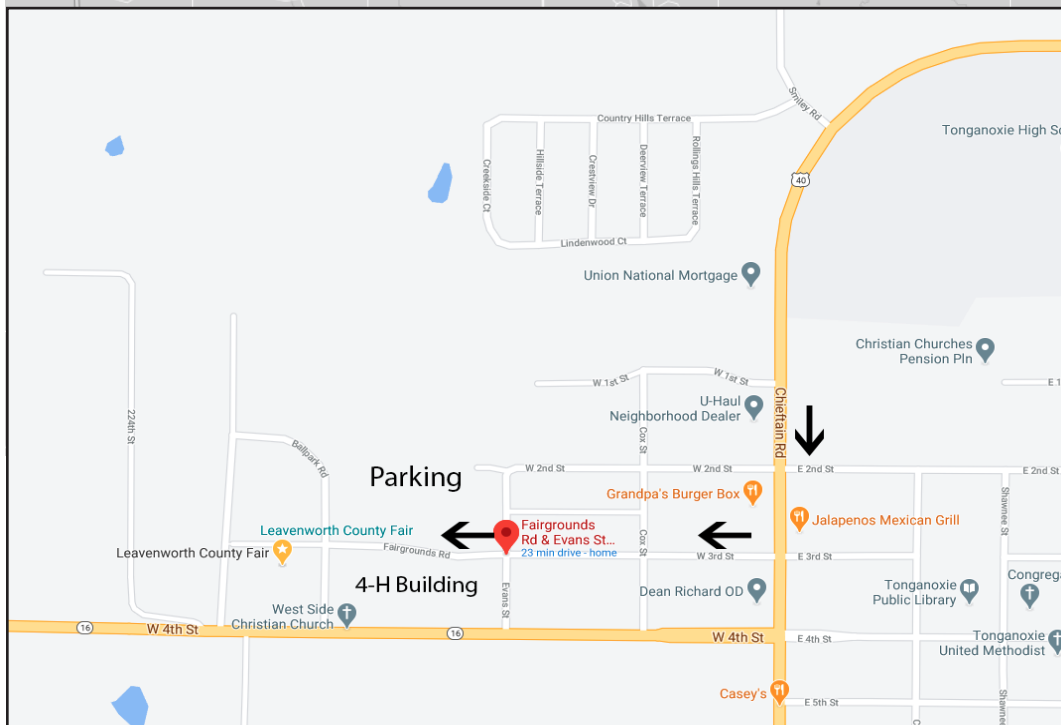 Smiley Rd
Country Hills Terrace
Tonganoxie High Sc
40
Creekside Ct
Hillside Terrace
Crestview Dr
Deerview Terrace
Rollings Hills Terrace
Lindenwood Ct
Union National Mortgage
Christian Churches
Pension Pln
W 1st St
W 1st St
E 1
U-Haul
Neighborhood Dealer
Chieftain Rd
224th St
Ballpark Rd
Cox St
Parking
W 2nd St
W 2nd St
E 2nd St
E 2nd St
Grandpa's Burger Box
Shawnee St
Jalapenos Mexican Grill
Leavenworth County Fair
Fairgrounds
Rd & Evans St...
23 min drive - home
Leavenworth County Fair
Fairgrounds Rd
Cox St
W 3rd St
E 3rd St
4-H Building
Evans St
Dean Richard OD
Tonganoxie
Public Library
Congrega
West Side
Christian Church
16
W 4th St
16
W 4th St
E 4th St
Tonganoxie
United Methodist
Casey's
E 5th St
Shawnee
C